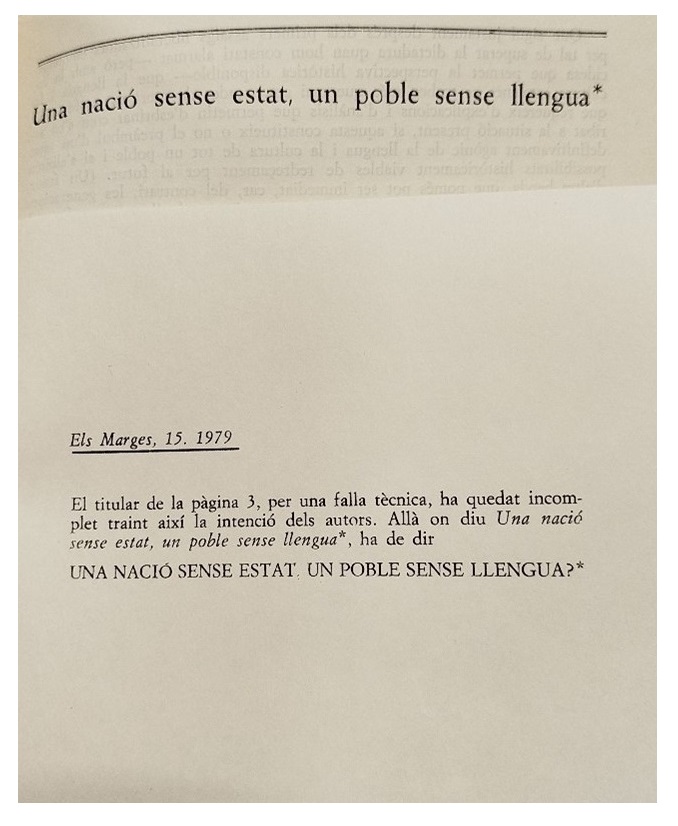 Una nació sense estat, un poble sense llengua*
Els Marges, 15. 1979
El titular de la pàgina 3, per una falla tècnica, ha quedat incom-
plet traint així la intenció dels autors. Allà on diu Una nació
sense estat, un poble sense llengua*, ha de dir
UNA NACIÓ SENSE ESTAT, UN POBLE SENSE LLENGUA?*